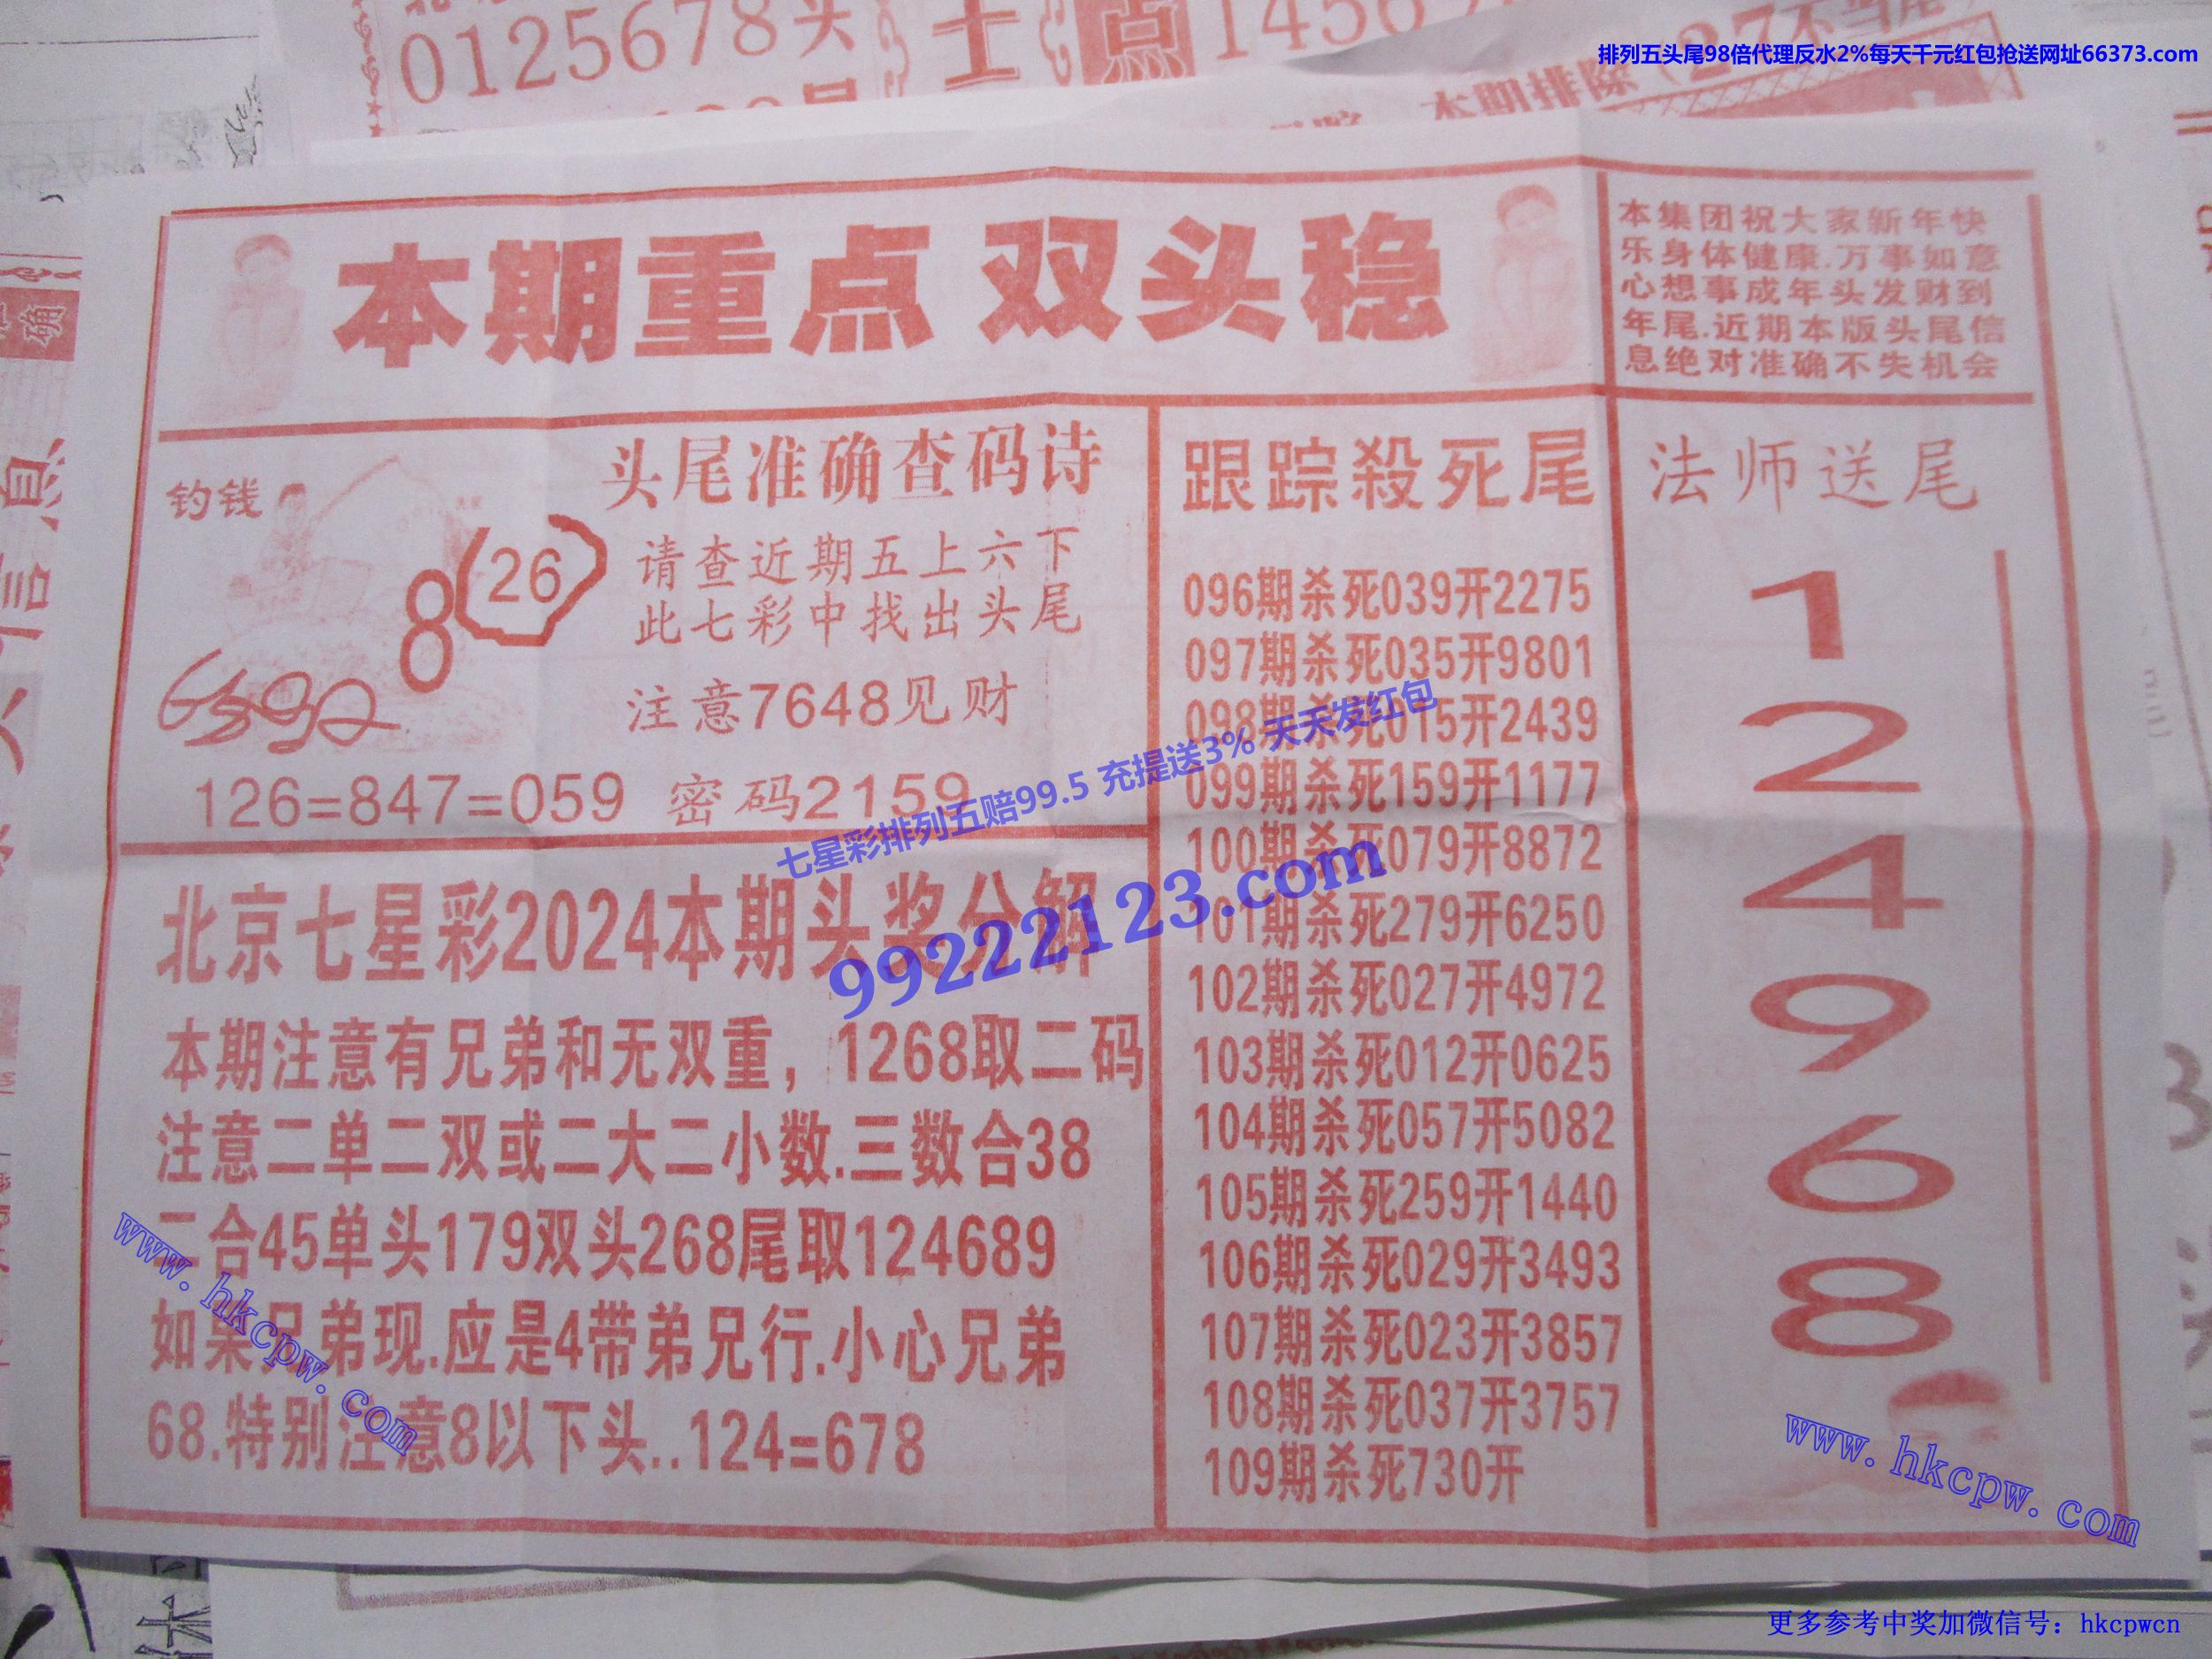 0125678头
士
点
本期排除
排列五头尾98倍代理反水2%每天千元红包抢送网址66373.com
本期重点 双头稳
本集团祝大家新年快
乐身体健康.万事如意
心想事成年头发财到
年尾.近期本版头尾信
息绝对准确不失机会
钓钱
8
(26)
头尾准确查码诗
请查近期五上六下
此七彩中找出头尾
注意7648见财
126=847=059 密码2159
北京七星彩2024本期头奖分解
本期注意有兄弟和无双重，1268取二码
注意二单二双或二大二小数.三数合38
二合45单头179双头268尾取124689
如果兄弟现.应是4带弟兄行.小心兄弟
68.特别注意8以下头..124=678
跟踪殺死尾
096期杀死039开2275
097期杀死035开9801
098期杀死015开2439
099期杀死159开1177
100期杀死079开8872
101期杀死279开6250
102期杀死027开4972
103期杀死012开0625
104期杀死057开5082
105期杀死259开1440
106期杀死029开3493
107期杀死023开3857
108期杀死037开3757
109期杀死730开
法师送尾
1
2
4
9
6
8
七星彩排列五赔99.5 充提送3% 天天发红包
99222123.com
www.hkcpw.com
www.hkcpw.com
更多参考中奖加微信号：hkcpwcn